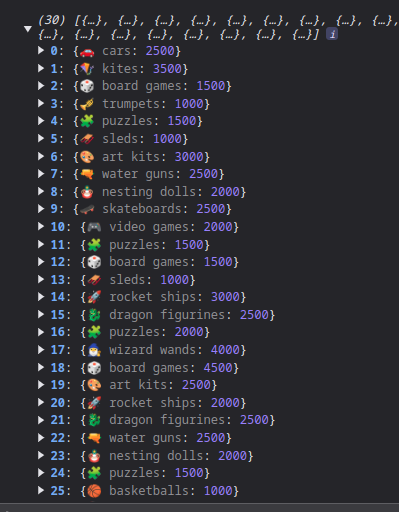 (30) [{…}, {…}, {…}, {…}, {…}, {…}, {…}, {…}, {…}, {…},
{…}, {…}, {…}, {…}, {…}, {…}, {…}, {…}] i
0: {🚗 cars: 2500}
1: {🪁 kites: 3500}
2: {🎲 board games: 1500}
3: {🎺 trumpets: 1000}
4: {🧩 puzzles: 1500}
5: {🛷 sleds: 1000}
6: {🎨 art kits: 3000}
7: {🔫 water guns: 2500}
8: {🪆 nesting dolls: 2000}
9: {🛹 skateboards: 2500}
10: {🎮 video games: 2000}
11: {🧩 puzzles: 1500}
12: {🎲 board games: 1500}
13: {🛷 sleds: 1000}
14: {🚀 rocket ships: 3000}
15: {🐉 dragon figurines: 2500}
16: {🧩 puzzles: 2000}
17: {🧙‍♂️ wizard wands: 4000}
18: {🎲 board games: 4500}
19: {🎨 art kits: 2500}
20: {🚀 rocket ships: 2000}
21: {🐉 dragon figurines: 2500}
22: {🔫 water guns: 2500}
23: {🪆 nesting dolls: 2000}
24: {🧩 puzzles: 1500}
25: {🏀 basketballs: 1000}